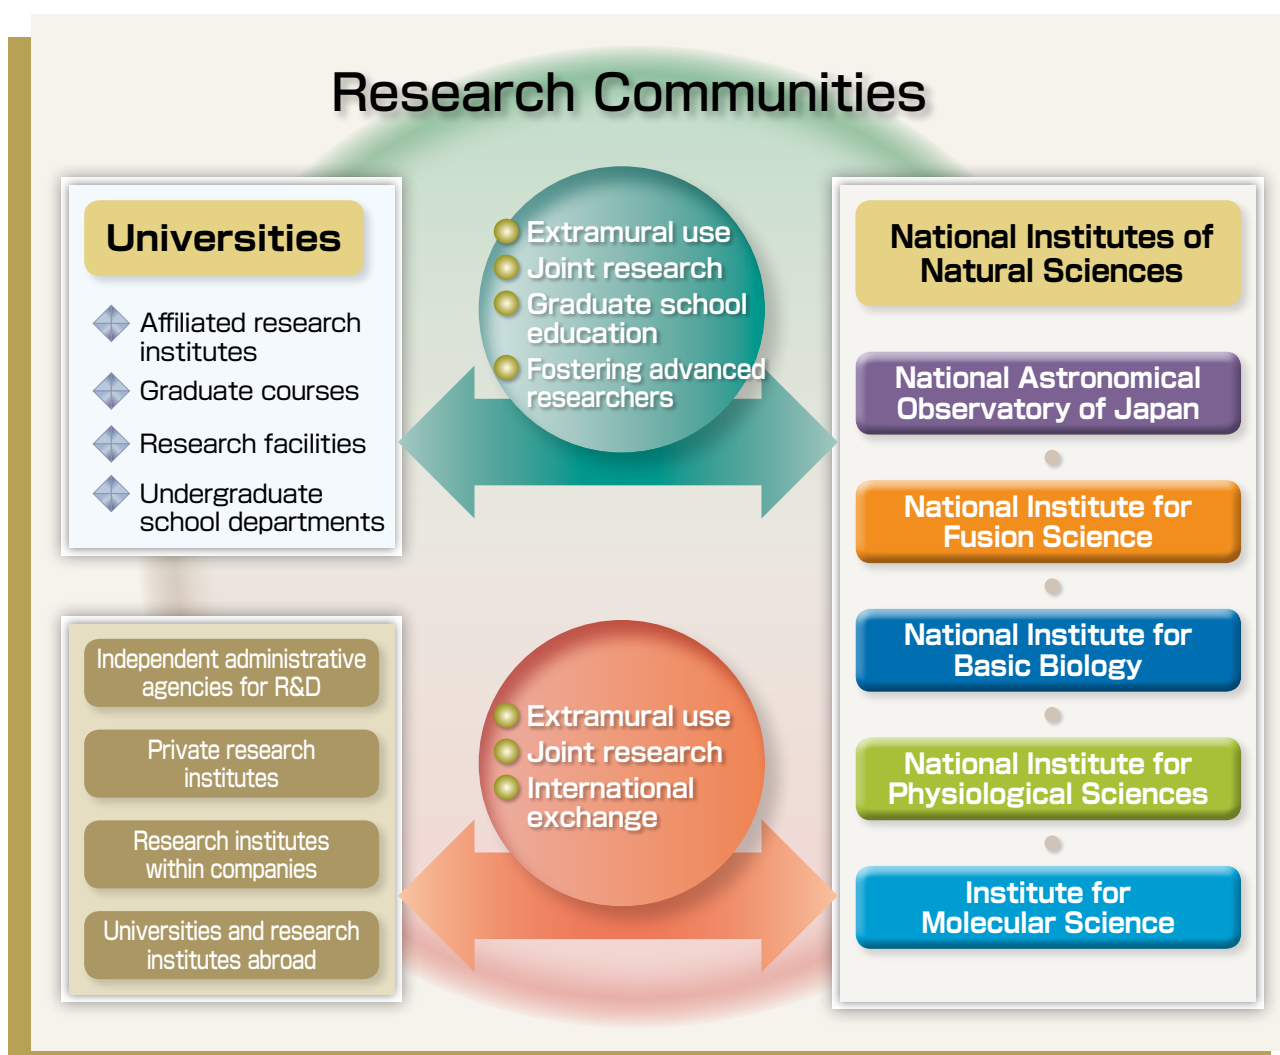 Research Communities
Universities
Affiliated research
institutes
Graduate courses
Research facilities
Undergraduate
school departments
Extramural use
Joint research
Graduate school
education
Fostering advanced
researchers
National Institutes of
Natural Sciences
National Astronomical
Observatory of Japan
National Institute for
Fusion Science
National Institute for
Basic Biology
National Institute for
Physiological Sciences
Institute for
Molecular Science
Independent administrative
agencies for R&D
Private research
institutes
Research institutes
within companies
Universities and research
institutes abroad
Extramural use
Joint research
International
exchange